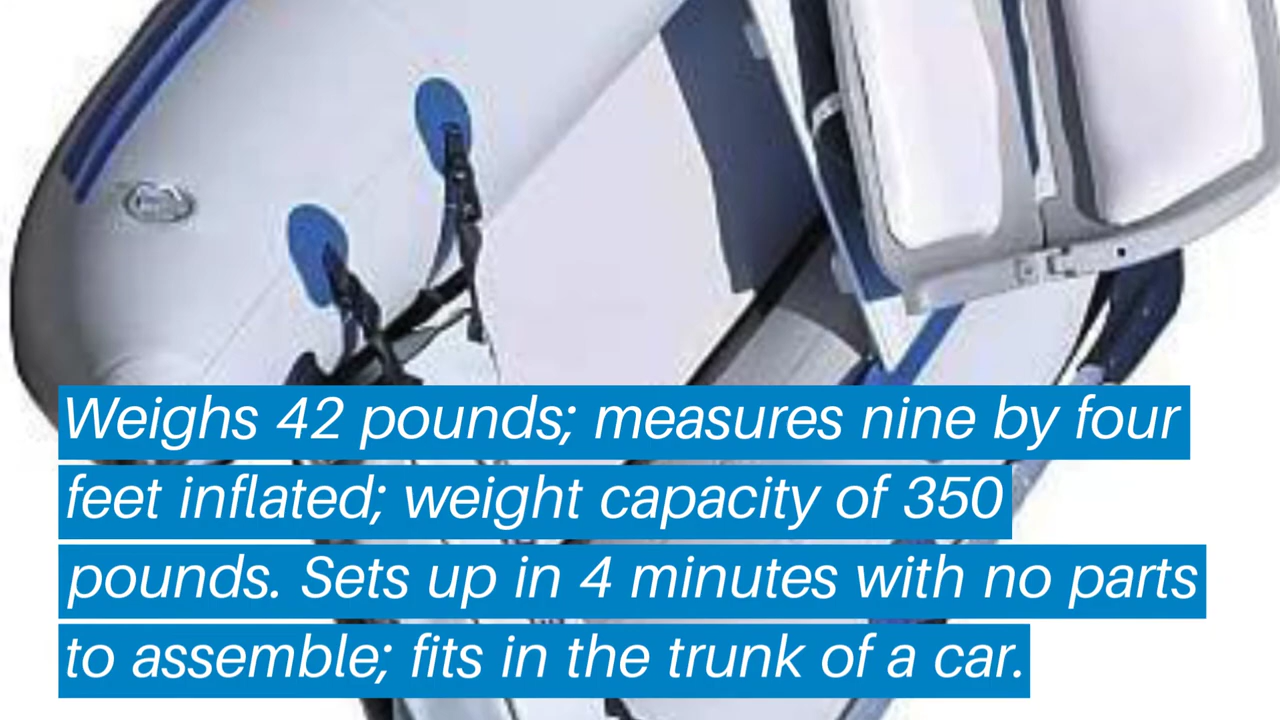 Weighs 42 pounds; measures nine by four
feet inflated; weight capacity of 350
pounds. Sets up in 4 minutes with no parts
to assemble; fits in the trunk of a car.